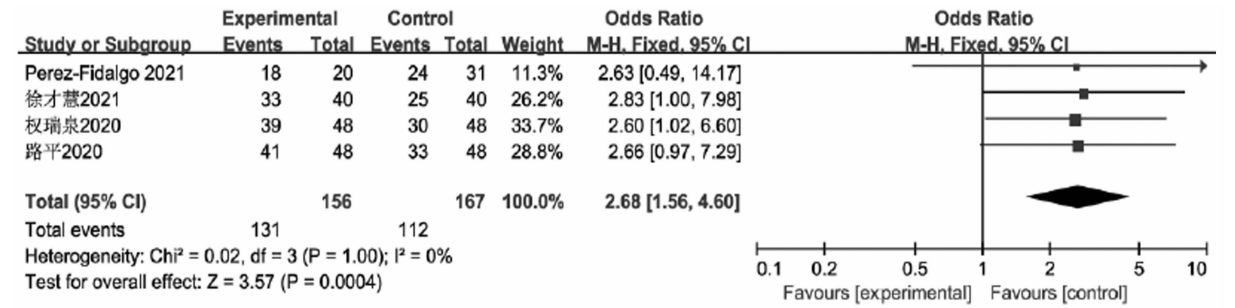 Experimental Control Odds Ratio Odds Ratio
Study or Subgroup Events Total Events Total Weight M-H, Fixed, 95% CI M-H, Fixed, 95% CI
Perez-Fidalgo 2021 18 20 24 31 11.3% 2.63 [0.49, 14.17]
徐才慧2021 33 40 25 40 26.2% 2.83 [1.00, 7.98]
权瑞泉2020 39 48 30 48 33.7% 2.60 [1.02, 6.60]
路平2020 41 48 33 48 28.8% 2.66 [0.97, 7.29]
Total (95% CI) 156 167 100.0% 2.68 [1.56, 4.60]
Total events 131 112
Heterogeneity: Chi² = 0.02, df = 3 (P = 1.00); I² = 0%
Test for overall effect: Z = 3.57 (P = 0.0004)
0.1 0.2 0.5 1 2 5 10
Favours [experimental] Favours [control]